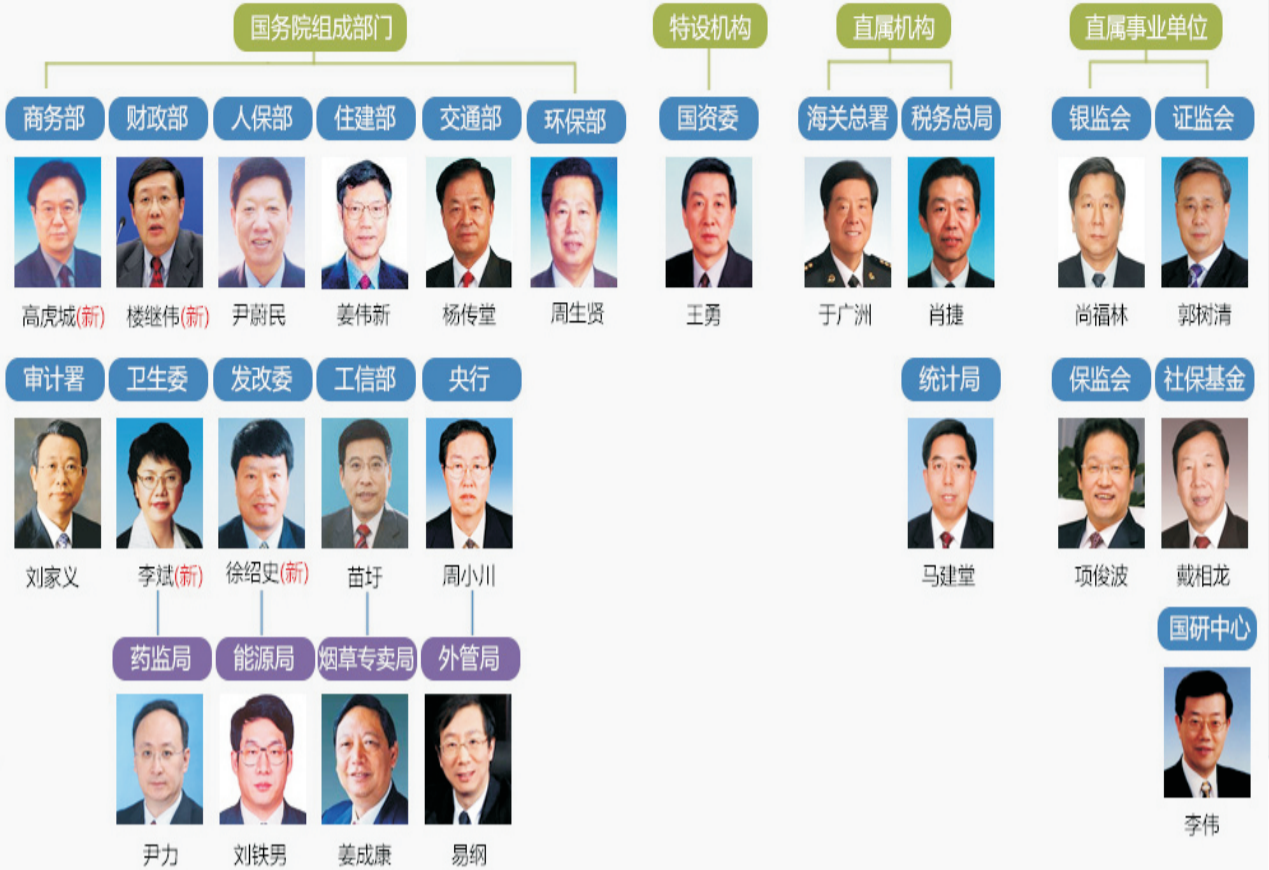 国务院组成部门
特设机构
直属机构
直属事业单位
商务部
财政部
人保部
住建部
交通部
环保部
国资委
海关总署
税务总局
银监会
证监会
高虎城(新)
楼继伟(新)
尹蔚民
姜伟新
杨传堂
周生贤
王勇
于广洲
肖捷
尚福林
郭树清
审计署
卫生委
发改委
工信部
央行
统计局
保监会
社保基金
刘家义
李斌(新)
徐绍史(新)
苗圩
周小川
马建堂
项俊波
戴相龙
药监局
能源局
烟草专卖局
外管局
国研中心
尹力
刘铁男
姜成康
易纲
李伟